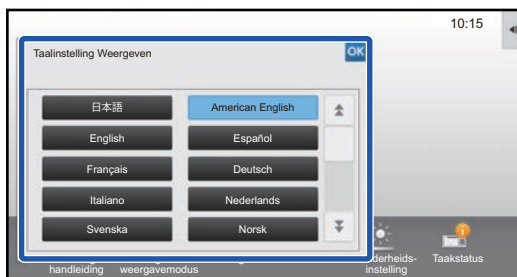 10:15
Taalinstelling Weergeven
OK
日本語
American English
English
Español
Français
Deutsch
Italiano
Nederlands
Svenska
Norsk
Taakstatus
handleiding
weergavemodus
instelling